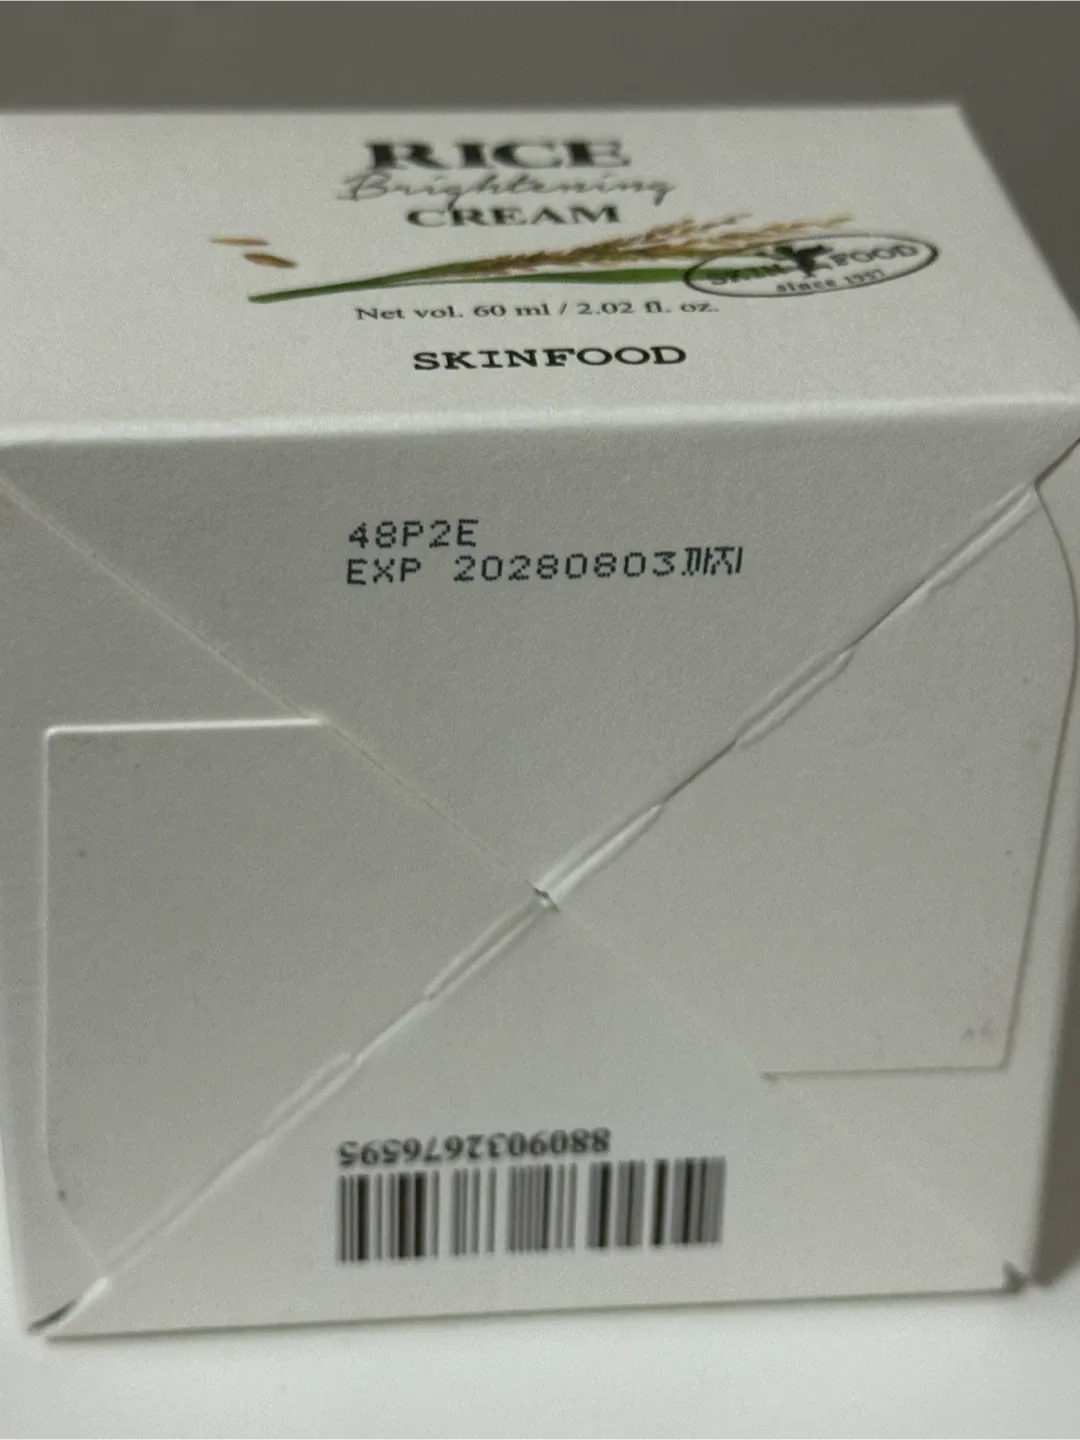 RICE
Brightening
CREAM
SKINFOOD
since 1957
Net vol. 60 ml / 2.02 fl. oz.
SKINFOOD
48P2E
EXP 20280803까지
8809032676595